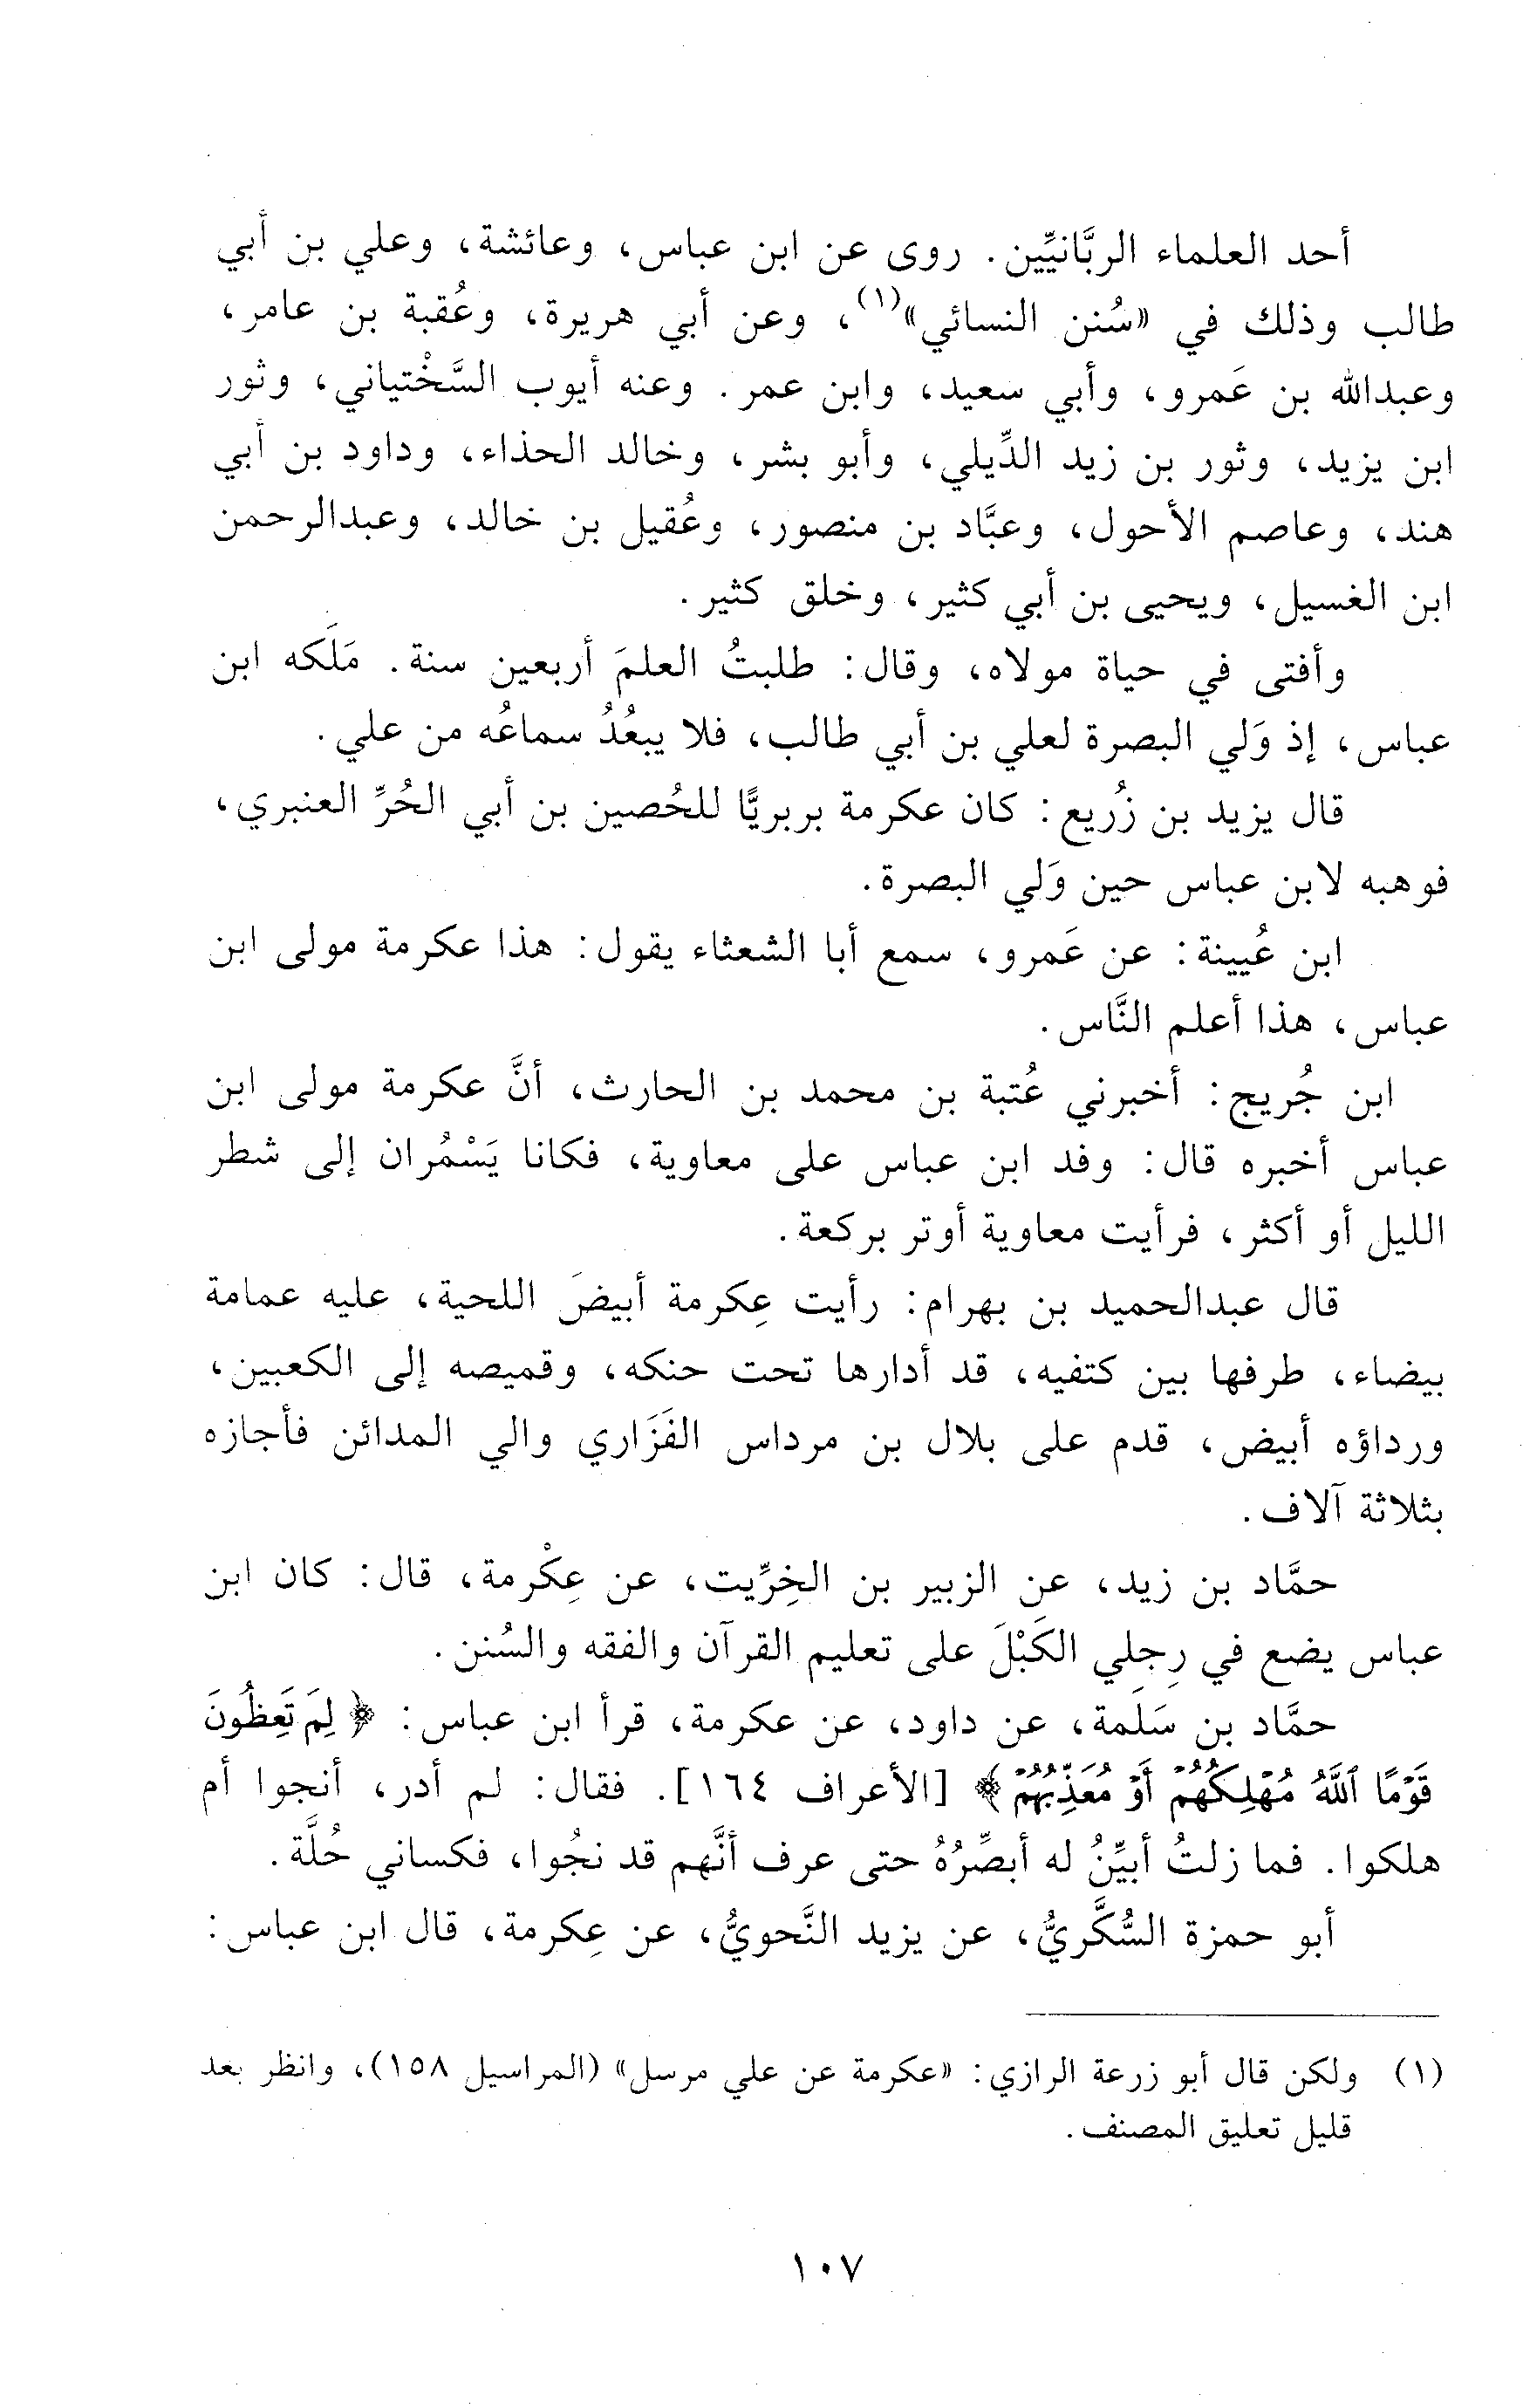 أحد العلماء الربَّانيِّين. روى عن ابن عباس، وعائشة، وعلي بن أبي
طالب وذلك في «سُنن النسائي»(١)، وعن أبي هريرة، وعُقبة بن عامر،
وعبدالله بن عَمرو، وأبي سعيد، وابن عمر. وعنه أيوب السَّخْتياني، وثور
ابن يزيد، وثور بن زيد الدِّيلي، وأبو بشر، وخالد الحذاء، وداود بن أبي
هند، وعاصم الأحول، وعبَّاد بن منصور، وعُقيل بن خالد، وعبدالرحمن
ابن الغسيل، ويحيى بن أبي كثير، وخلق كثير.
وأفتى في حياة مولاه، وقال: طلبتُ العلمَ أربعين سنة. مَلَكه ابن
عباس، إذ وَلي البصرة لعلي بن أبي طالب، فلا يبعُدُ سماعُه من علي.
قال يزيد بن زُريع: كان عكرمة بربريًّا للحُصين بن أبي الحُرِّ العنبري،
فوهبه لابن عباس حين وَلي البصرة.
ابن عُيينة: عن عَمرو، سمع أبا الشعثاء يقول: هذا عكرمة مولى ابن
عباس، هذا أعلم النَّاس.
ابن جُريج: أخبرني عُتبة بن محمد بن الحارث، أنَّ عكرمة مولى ابن
عباس أخبره قال: وفد ابن عباس على معاوية، فكانا يَسْمُران إلى شطر
الليل أو أكثر، فرأيت معاوية أوتر بركعة.
قال عبدالحميد بن بهرام: رأيت عِكرمة أبيضَ اللحية، عليه عمامة
بيضاء، طرفها بين كتفيه، قد أدارها تحت حنكه، وقميصه إلى الكعبين،
ورداؤه أبيض، قدم على بلال بن مرداس الفَزَاري والي المدائن فأجازه
بثلاثة آلاف.
حمَّاد بن زيد، عن الزبير بن الخِرِّيت، عن عِكْرمة، قال: كان ابن
عباس يضع في رِجِلِي الكَبْلَ على تعليم القرآن والفقه والسُنن.
حمَّاد بن سَلَمة، عن داود، عن عكرمة، قرأ ابن عباس: ﴿ لِمَ تَعِظُونَ
قَوْمًا ٱللَّهُ مُهْلِكُهُمْ أَوْ مُعَذِّبُهُمْ ﴾ [الأعراف ١٦٤]. فقال: لم أدر، أنجوا أم
هلكوا. فما زلتُ أبيِّنُ له أبصِّرُهُ حتى عرف أنَّهم قد نجُوا، فكساني حُلَّة.
أبو حمزة السُّكَّريُّ، عن يزيد النَّحويُّ، عن عِكرمة، قال ابن عباس:
(١) ولكن قال أبو زرعة الرازي: «عكرمة عن علي مرسل» (المراسيل ١٥٨)، وانظر بعد
قليل تعليق المصنف.
١٠٧